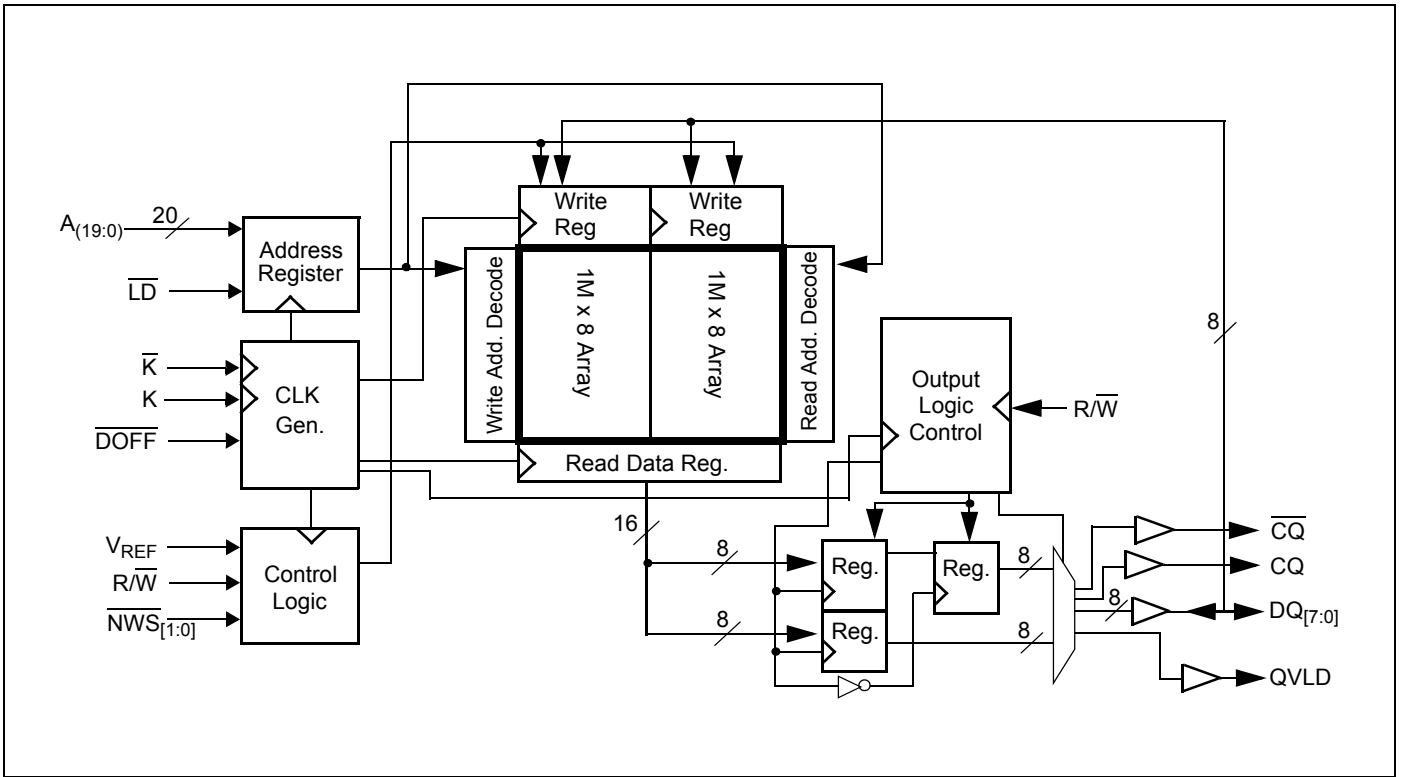 A(19:0)
20
LD
Address
Register
K
K
DOFF
CLK
Gen.
VREF
R/W
NWS[1:0]
Control
Logic
Write
Reg
Write
Reg
Write Add. Decode
1M x 8 Array
1M x 8 Array
Read Add. Decode
Read Data Reg.
16
8
8
Output
Logic
Control
R/W
8
Reg.
Reg.
Reg.
8
8
8
CQ
CQ
DQ[7:0]
QVLD